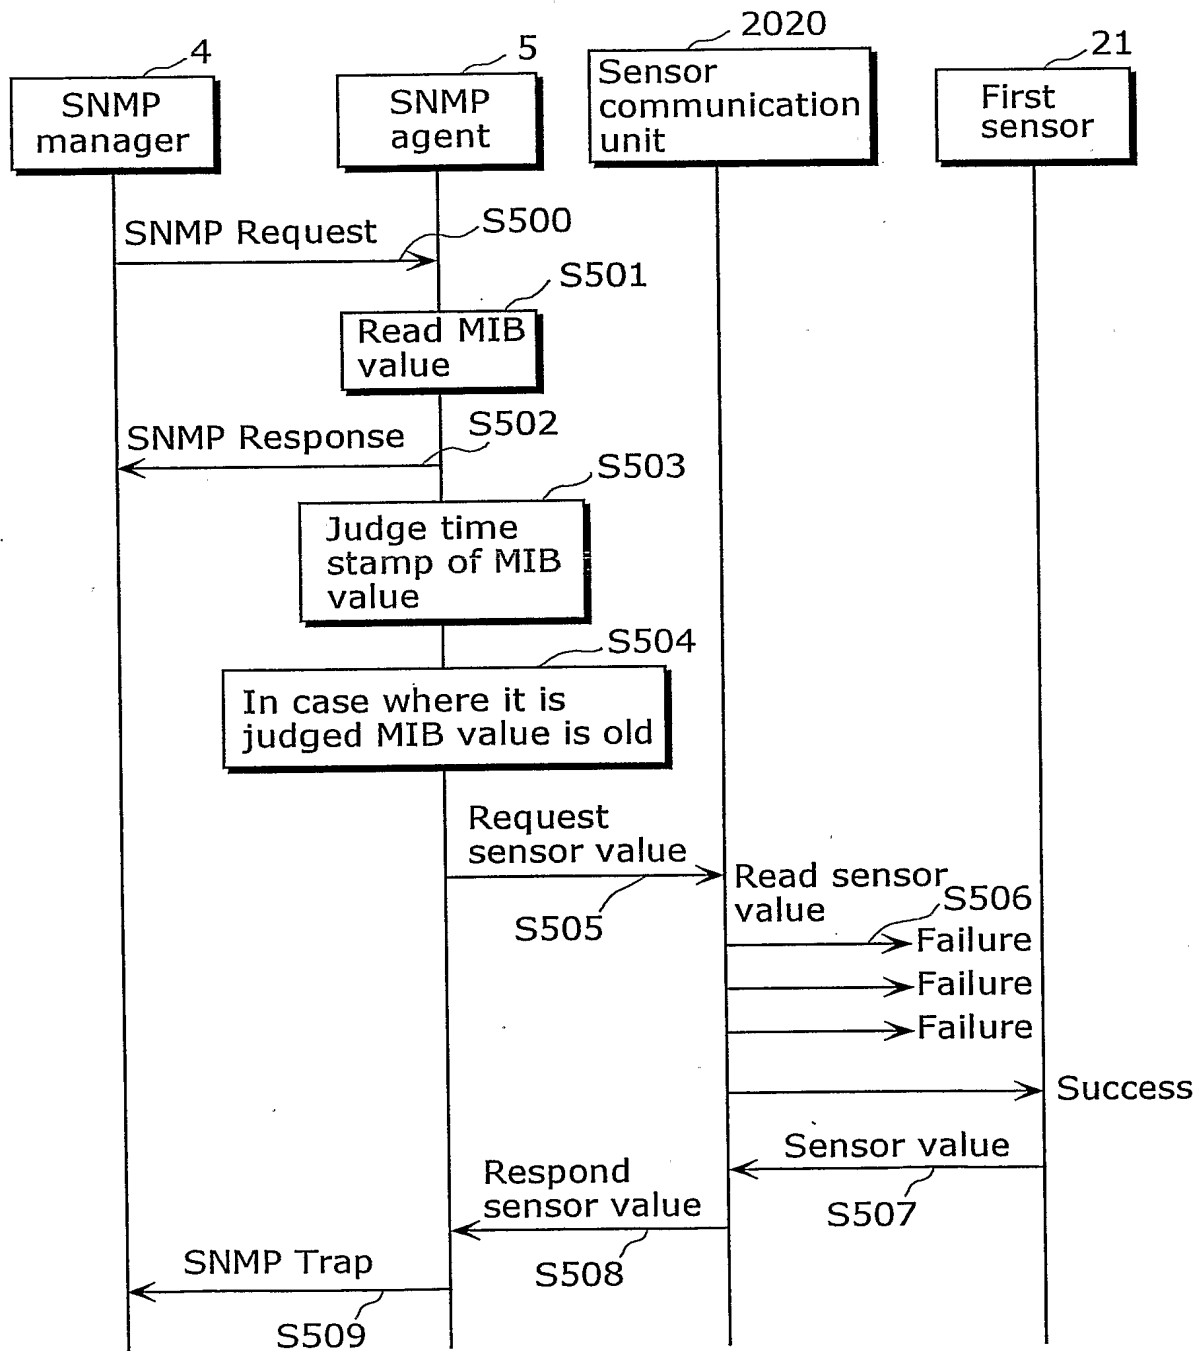 4
5
2020
21
SNMP
manager
SNMP
agent
Sensor
communication
unit
First
sensor
SNMP Request
S500
S501
Read MIB
value
SNMP Response
S502
S503
Judge time
stamp of MIB
value
S504
In case where it is
judged MIB value is old
Request
sensor value
S505
Read sensor
value
S506
Failure
Failure
Failure
Success
Sensor value
S507
Respond
sensor value
S508
SNMP Trap
S509